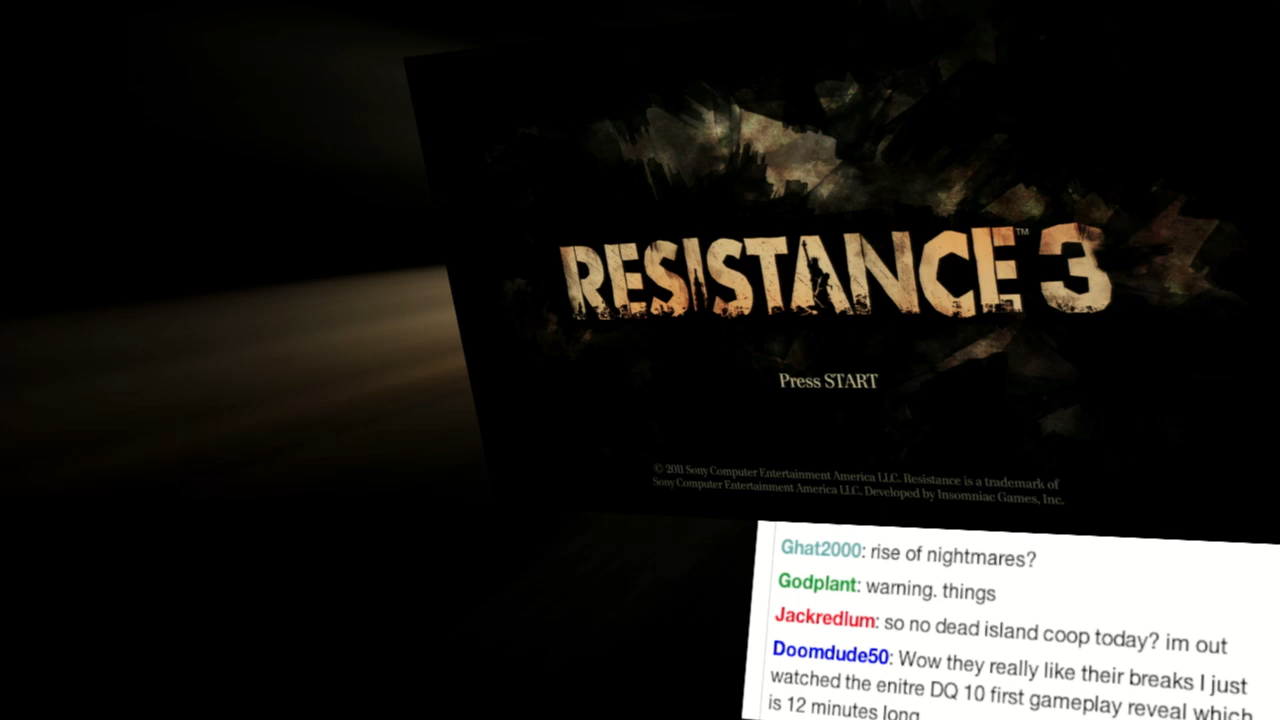 RESISTANCE™ 3
Press START
© 2011 Sony Computer Entertainment America LLC. Resistance is a trademark of
Sony Computer Entertainment America LLC. Developed by Insomniac Games, Inc.
Ghat2000: rise of nightmares?
Godplant: warning. things
Jackredlum: so no dead island coop today? im out
Doomdude50: Wow they really like their breaks I just
watched the enitre DQ 10 first gameplay reveal which
is 12 minutes long